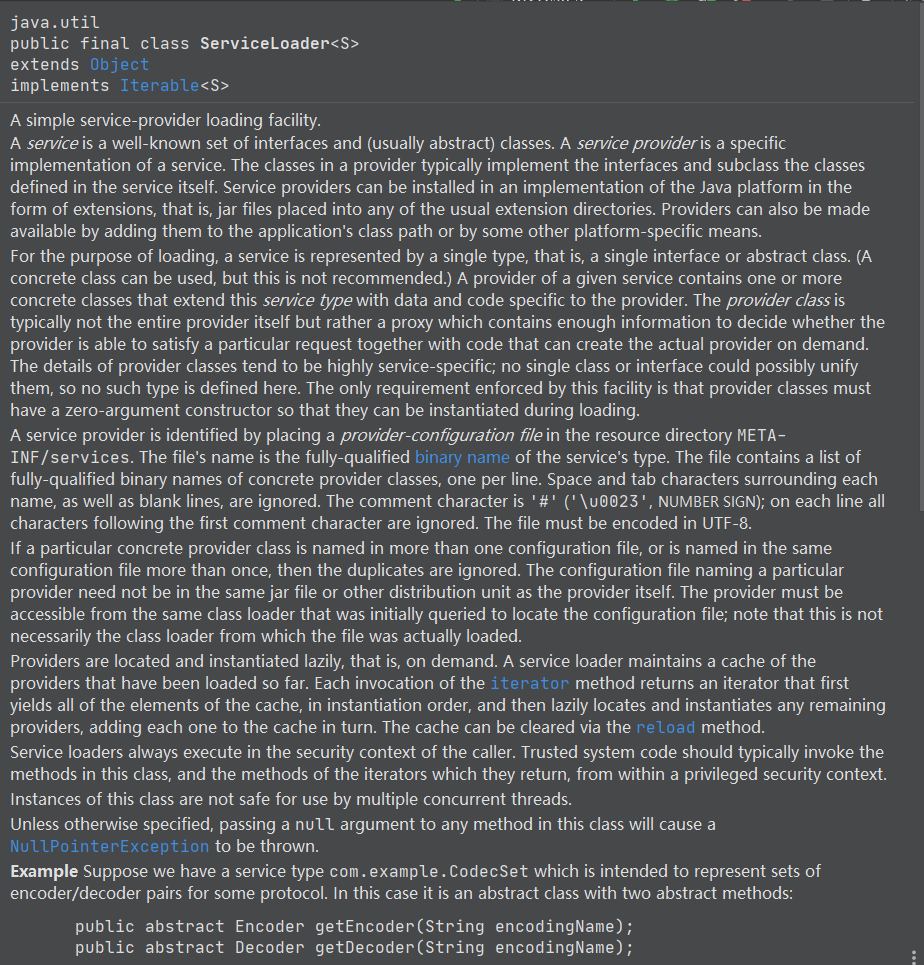 java.util
public final class ServiceLoader<S>
extends Object
implements Iterable<S>
A simple service-provider loading facility.
A service is a well-known set of interfaces and (usually abstract) classes. A service provider is a specific
implementation of a service. The classes in a provider typically implement the interfaces and subclass the classes
defined in the service itself. Service providers can be installed in an implementation of the Java platform in the
form of extensions, that is, jar files placed into any of the usual extension directories. Providers can also be made
available by adding them to the application's class path or by some other platform-specific means.
For the purpose of loading, a service is represented by a single type, that is, a single interface or abstract class. (A
concrete class can be used, but this is not recommended.) A provider of a given service contains one or more
concrete classes that extend this service type with data and code specific to the provider. The provider class is
typically not the entire provider itself but rather a proxy which contains enough information to decide whether the
provider is able to satisfy a particular request together with code that can create the actual provider on demand.
The details of provider classes tend to be highly service-specific; no single class or interface could possibly unify
them, so no such type is defined here. The only requirement enforced by this facility is that provider classes must
have a zero-argument constructor so that they can be instantiated during loading.
A service provider is identified by placing a provider-configuration file in the resource directory META-
INF/services. The file's name is the fully-qualified binary name of the service's type. The file contains a list of
fully-qualified binary names of concrete provider classes, one per line. Space and tab characters surrounding each
name, as well as blank lines, are ignored. The comment character is '#' ('\u0023', NUMBER SIGN); on each line all
characters following the first comment character are ignored. The file must be encoded in UTF-8.
If a particular concrete provider class is named in more than one configuration file, or is named in the same
configuration file more than once, then the duplicates are ignored. The configuration file naming a particular
provider need not be in the same jar file or other distribution unit as the provider itself. The provider must be
accessible from the same class loader that was initially queried to locate the configuration file; note that this is not
necessarily the class loader from which the file was actually loaded.
Providers are located and instantiated lazily, that is, on demand. A service loader maintains a cache of the
providers that have been loaded so far. Each invocation of the iterator method returns an iterator that first
yields all of the elements of the cache, in instantiation order, and then lazily locates and instantiates any remaining
providers, adding each one to the cache in turn. The cache can be cleared via the reload method.
Service loaders always execute in the security context of the caller. Trusted system code should typically invoke the
methods in this class, and the methods of the iterators which they return, from within a privileged security context.
Instances of this class are not safe for use by multiple concurrent threads.
Unless otherwise specified, passing a null argument to any method in this class will cause a
NullPointerException to be thrown.
Example Suppose we have a service type com.example.CodecSet which is intended to represent sets of
encoder/decoder pairs for some protocol. In this case it is an abstract class with two abstract methods:
public abstract Encoder getEncoder(String encodingName);
public abstract Decoder getDecoder(String encodingName);